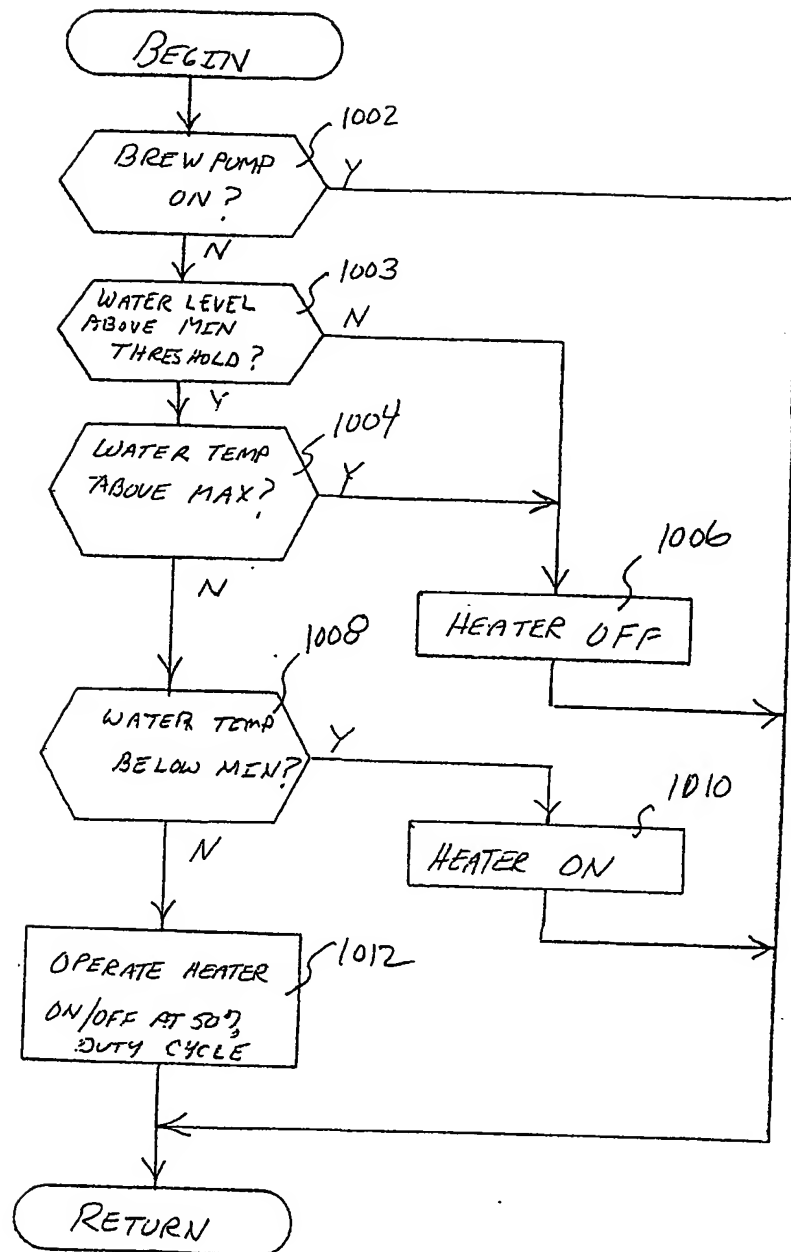 BEGIN
1002
BREW PUMP
ON?
Y
N
1003
WATER LEVEL
ABOVE MIN
THRESHOLD?
N
Y
1004
WATER TEMP
ABOVE MAX?
Y
N
1006
HEATER OFF
1008
WATER TEMP
BELOW MIN?
Y
N
1010
HEATER ON
1012
OPERATE HEATER
ON/OFF AT 50%
DUTY CYCLE
RETURN